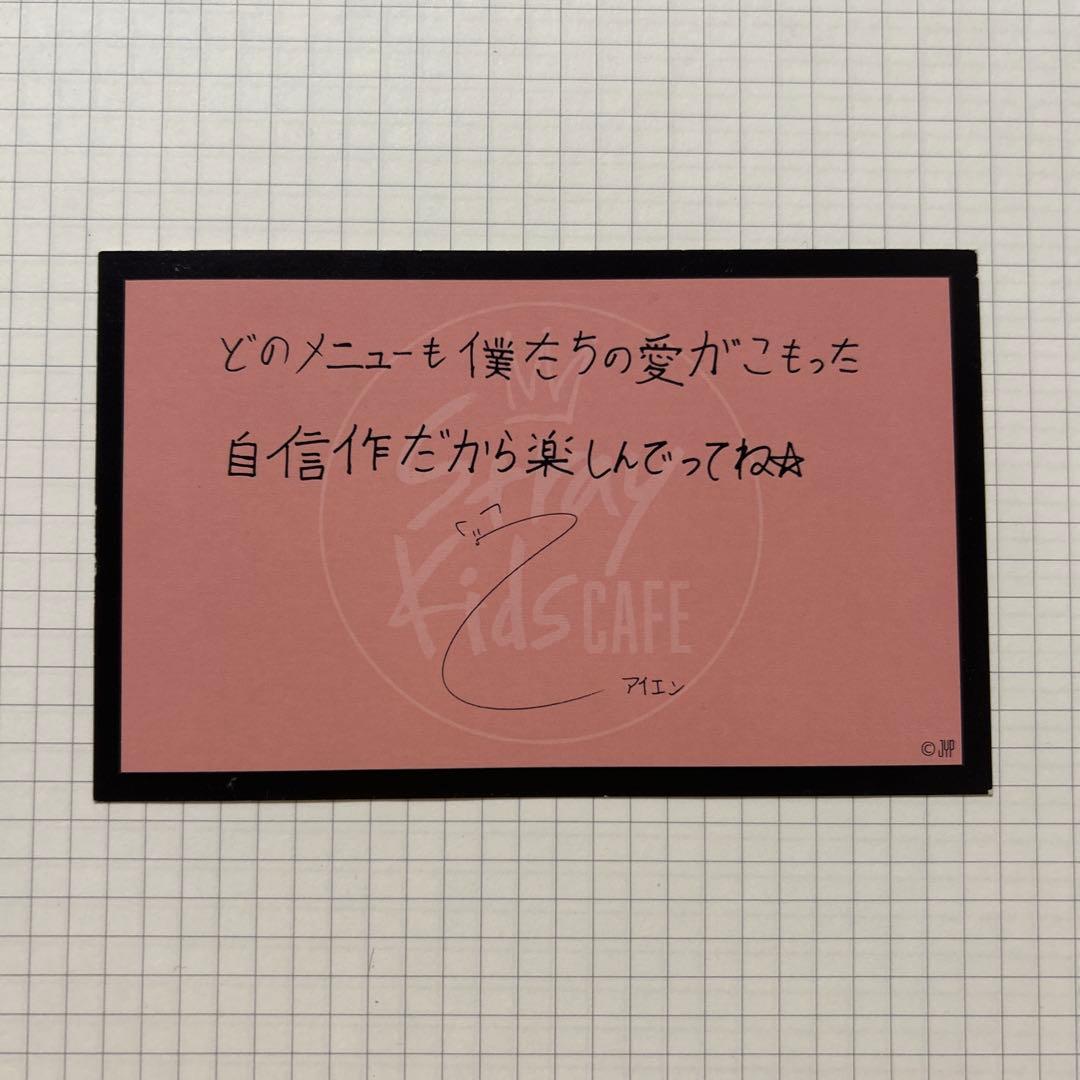 どのメニューも僕たちの愛がこもった
自信作だから楽しんでってね☆
Stray
Kids CAFE
アイエン
© JYP